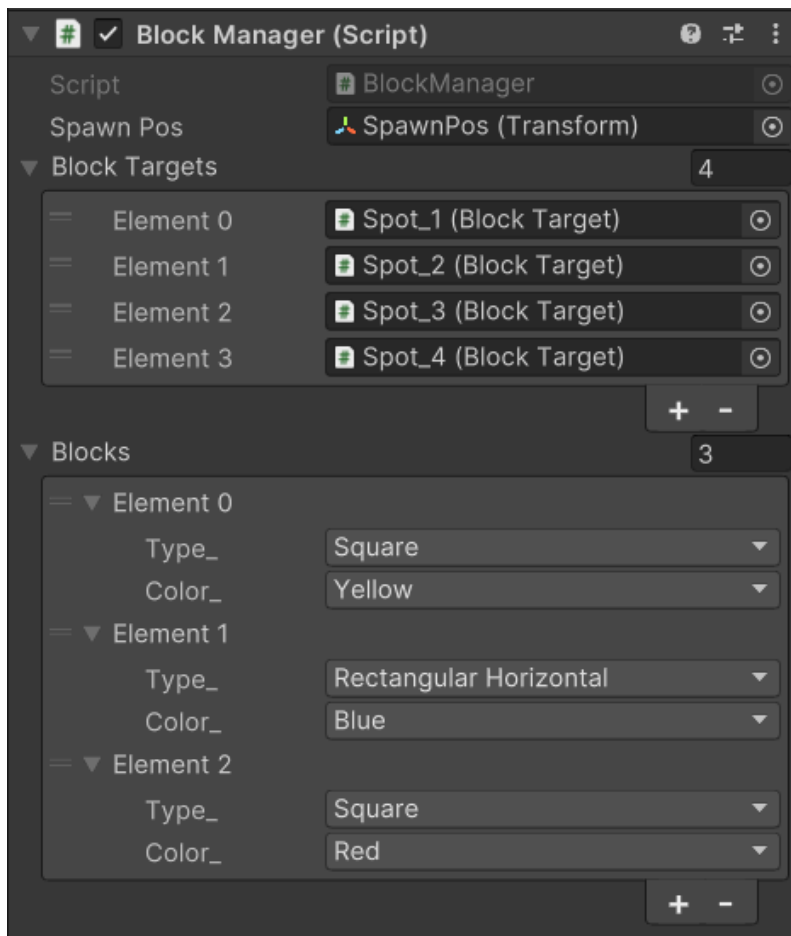 Block Manager (Script)
Script BlockManager
Spawn Pos SpawnPos (Transform)
Block Targets 4
Element 0 Spot_1 (Block Target)
Element 1 Spot_2 (Block Target)
Element 2 Spot_3 (Block Target)
Element 3 Spot_4 (Block Target)
+ -
Blocks 3
Element 0
Type_ Square
Color_ Yellow
Element 1
Type_ Rectangular Horizontal
Color_ Blue
Element 2
Type_ Square
Color_ Red
+ -